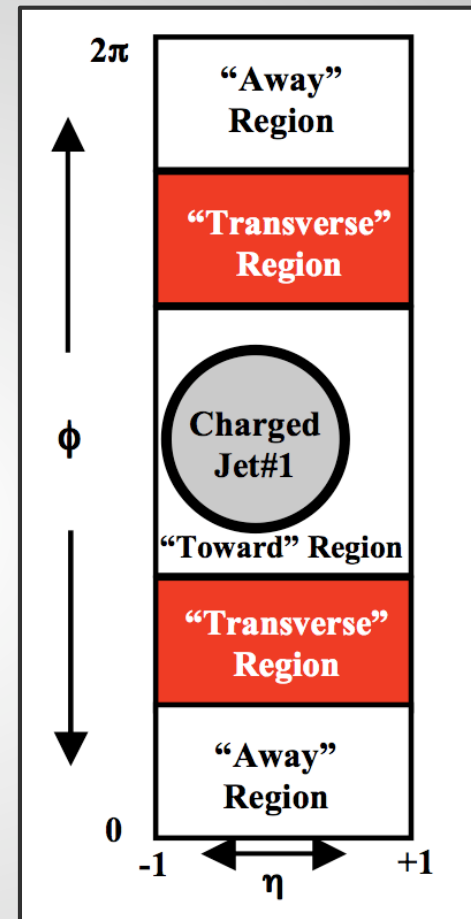 2π
“Away”
Region
“Transverse”
Region
ϕ
Charged
Jet#1
“Toward” Region
“Transverse”
Region
“Away”
Region
0
-1
+1
η